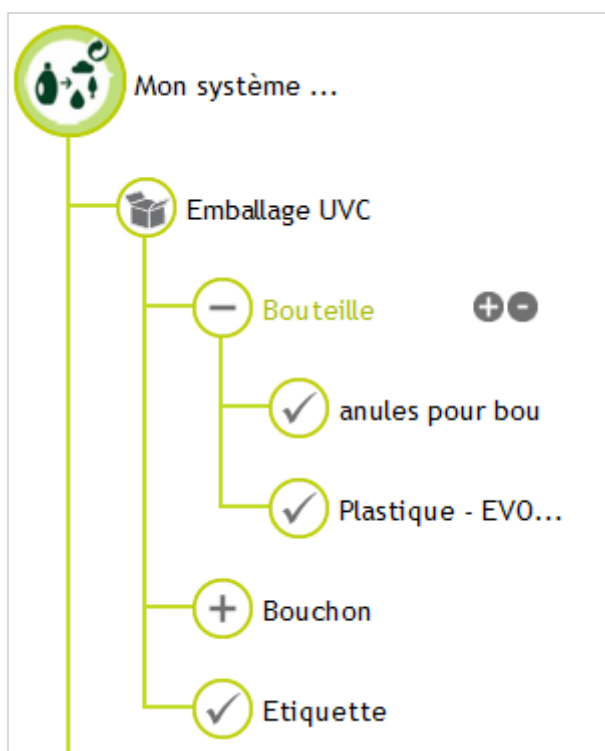 Mon système ...
Emballage UVC
Bouteille
anules pour bou
Plastique - EVO...
Bouchon
Etiquette